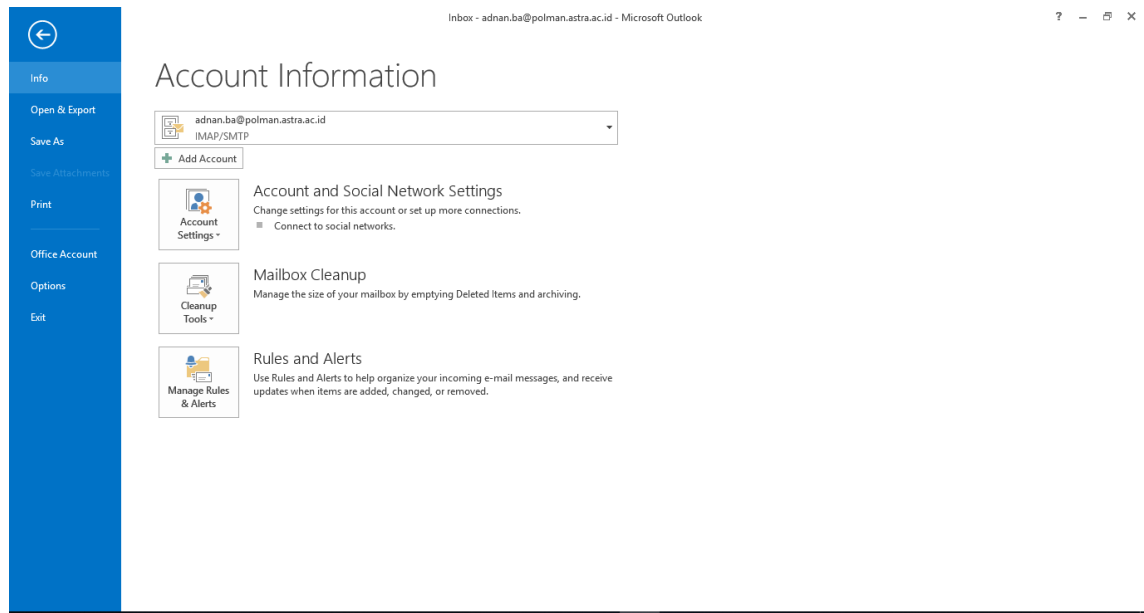 Inbox - adnan.ba@polman.astra.ac.id - Microsoft Outlook
?
Info
Open & Export
Save As
Save Attachments
Print
Office Account
Options
Exit
Account Information
adnan.ba@polman.astra.ac.id
IMAP/SMTP
Add Account
Account
Settings
Account and Social Network Settings
Change settings for this account or set up more connections.
Connect to social networks.
Cleanup
Tools
Mailbox Cleanup
Manage the size of your mailbox by emptying Deleted Items and archiving.
Manage Rules
& Alerts
Rules and Alerts
Use Rules and Alerts to help organize your incoming e-mail messages, and receive
updates when items are added, changed, or removed.